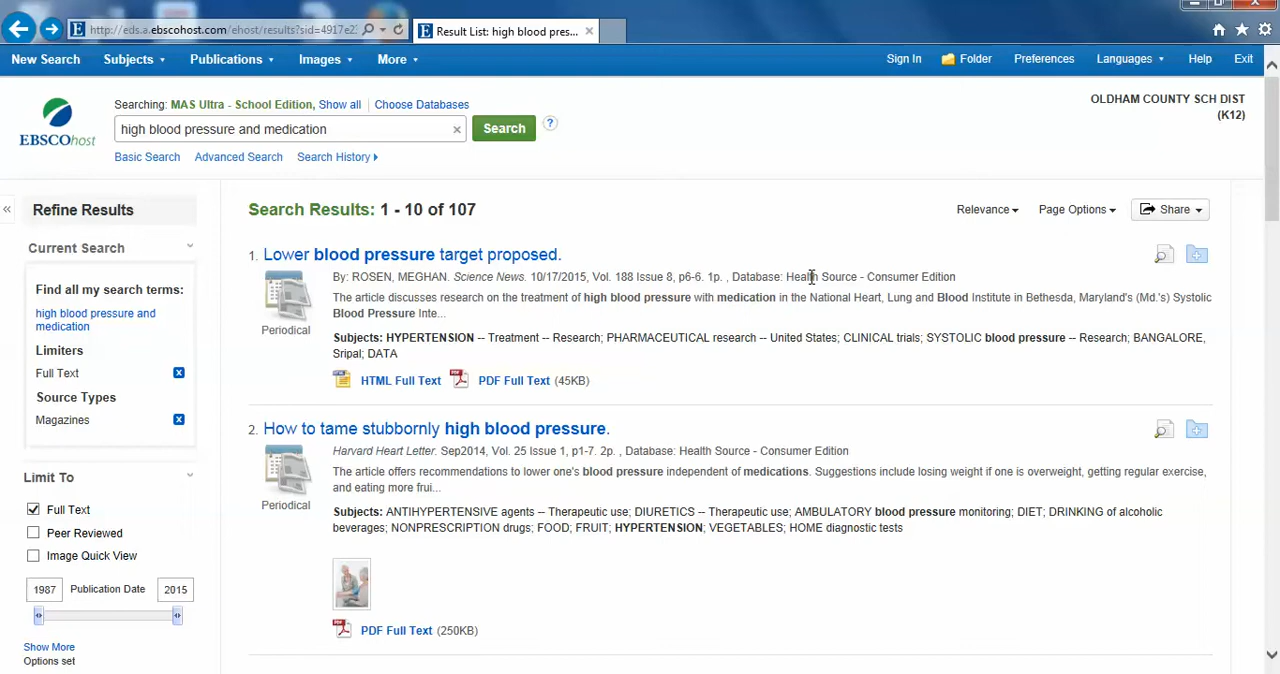 http://eds.a.ebscohost.com/ehost/results?sid=4917e2
Result List: high blood pres...
New Search Subjects Publications Images More Sign In Folder Preferences Languages Help Exit
EBSCOhost
Searching: MAS Ultra - School Edition, Show all Choose Databases
high blood pressure and medication
Search
Basic Search Advanced Search Search History
OLDHAM COUNTY SCH DIST
(K12)
Refine Results
Current Search
Find all my search terms:
high blood pressure and
medication
Limiters
Full Text
Source Types
Magazines
Limit To
Full Text
Peer Reviewed
Image Quick View
1987 Publication Date 2015
Show More
Options set
Search Results: 1 - 10 of 107
Relevance Page Options Share
1. Lower blood pressure target proposed.
Periodical
By: ROSEN, MEGHAN. Science News. 10/17/2015, Vol. 188 Issue 8, p6-6. 1p. , Database: Health Source - Consumer Edition
The article discusses research on the treatment of high blood pressure with medication in the National Heart, Lung and Blood Institute in Bethesda, Maryland's (Md.'s) Systolic
Blood Pressure Inte...
Subjects: HYPERTENSION -- Treatment -- Research; PHARMACEUTICAL research -- United States; CLINICAL trials; SYSTOLIC blood pressure -- Research; BANGALORE,
Sripal; DATA
HTML Full Text PDF Full Text (45KB)
2. How to tame stubbornly high blood pressure.
Periodical
Harvard Heart Letter. Sep2014, Vol. 25 Issue 1, p1-7. 2p. , Database: Health Source - Consumer Edition
The article offers recommendations to lower one's blood pressure independent of medications. Suggestions include losing weight if one is overweight, getting regular exercise,
and eating more frui...
Subjects: ANTIHYPERTENSIVE agents -- Therapeutic use; DIURETICS -- Therapeutic use; AMBULATORY blood pressure monitoring; DIET; DRINKING of alcoholic
beverages; NONPRESCRIPTION drugs; FOOD; FRUIT; HYPERTENSION; VEGETABLES; HOME diagnostic tests
PDF Full Text (250KB)